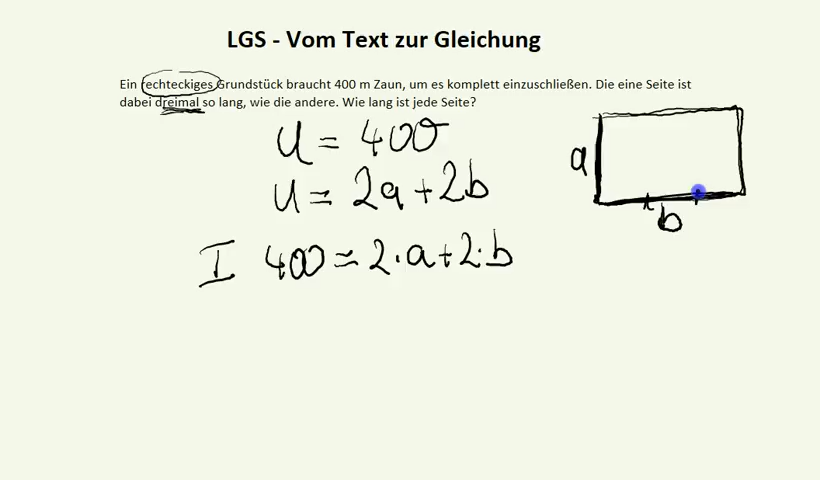 LGS - Vom Text zur Gleichung
Ein rechteckiges Grundstück braucht 400 m Zaun, um es komplett einzuschließen. Die eine Seite ist
dabei dreimal so lang, wie die andere. Wie lang ist jede Seite?
U = 400
U = 2a + 2b
I 400 = 2·a+2·b
a
b